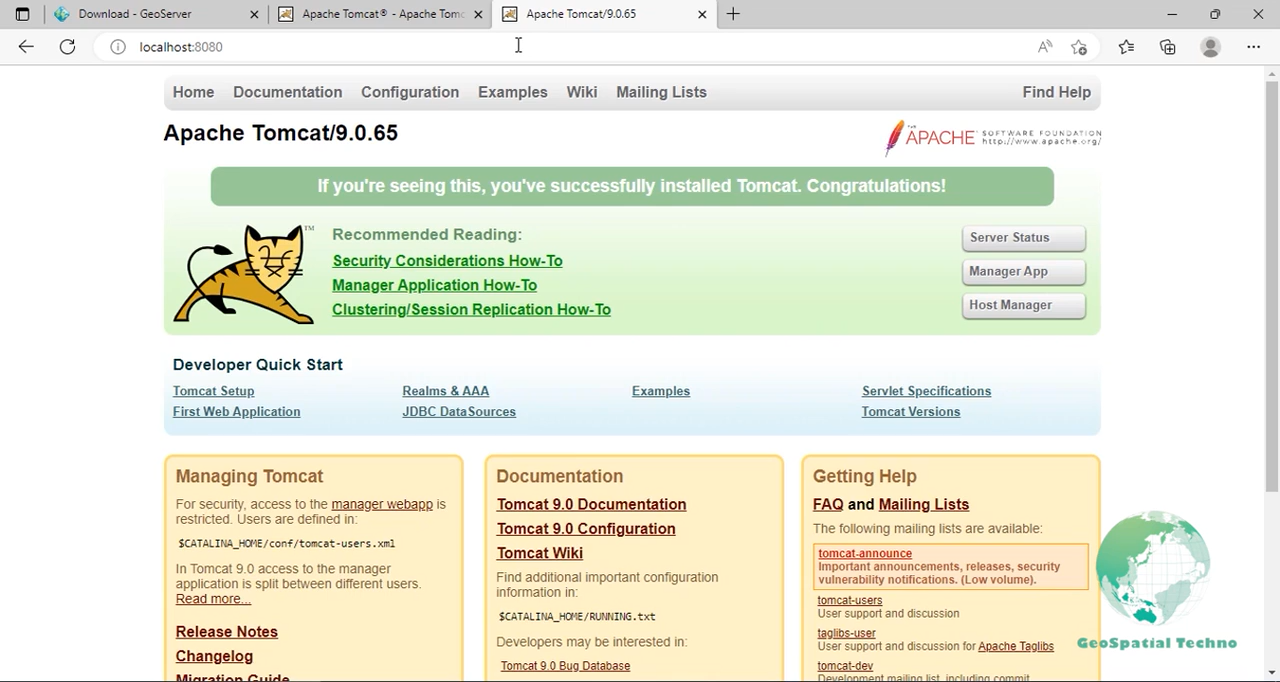 Download - GeoServer
Apache Tomcat® - Apache Tomc
Apache Tomcat/9.0.65
localhost:8080
Home Documentation Configuration Examples Wiki Mailing Lists Find Help
Apache Tomcat/9.0.65
THE APACHE SOFTWARE FOUNDATION
http://www.apache.org/
If you're seeing this, you've successfully installed Tomcat. Congratulations!
TM
Recommended Reading:
Security Considerations How-To
Manager Application How-To
Clustering/Session Replication How-To
Server Status
Manager App
Host Manager
Developer Quick Start
Tomcat Setup
First Web Application
Realms & AAA
JDBC DataSources
Examples
Servlet Specifications
Tomcat Versions
Managing Tomcat
For security, access to the manager webapp is
restricted. Users are defined in:
$CATALINA_HOME/conf/tomcat-users.xml
In Tomcat 9.0 access to the manager
application is split between different users.
Read more...
Release Notes
Changelog
Migration Guide
Documentation
Tomcat 9.0 Documentation
Tomcat 9.0 Configuration
Tomcat Wiki
Find additional important configuration
information in:
$CATALINA_HOME/RUNNING.txt
Developers may be interested in:
Tomcat 9.0 Bug Database
Getting Help
FAQ and Mailing Lists
The following mailing lists are available:
tomcat-announce
Important announcements, releases, security
vulnerability notifications. (Low volume).
tomcat-users
User support and discussion
taglibs-user
User support and discussion for Apache Taglibs
tomcat-dev
Development mailing list, including commit
GeoSpatial Techno